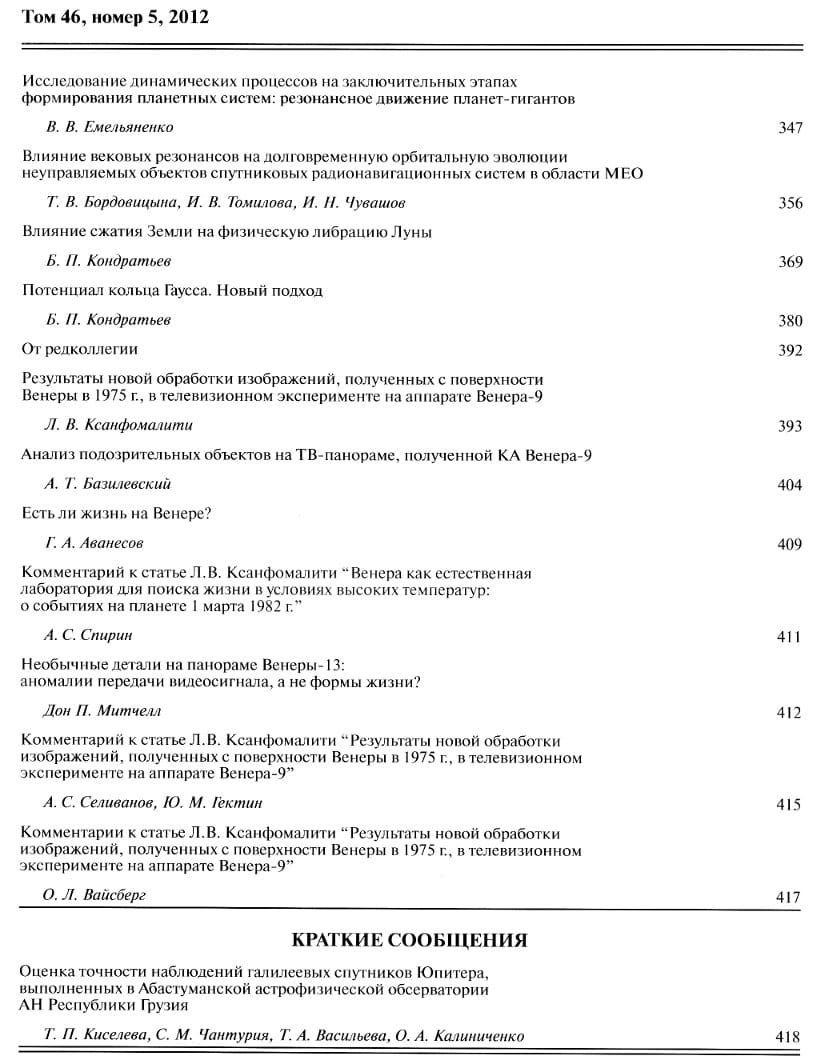 Том 46, номер 5, 2012
Исследование динамических процессов на заключительных этапах
формирования планетных систем: резонансное движение планет-гигантов
В. В. Емельяненко 347
Влияние вековых резонансов на долговременную орбитальную эволюции
неуправляемых объектов спутниковых радионавигационных систем в области МЕО
Т. В. Бордовицына, И. В. Томилова, И. Н. Чувашов 356
Влияние сжатия Земли на физическую либрацию Луны
Б. П. Кондратьев 369
Потенциал кольца Гаусса. Новый подход
Б. П. Кондратьев 380
От редколлегии 392
Результаты новой обработки изображений, полученных с поверхности
Венеры в 1975 г., в телевизионном эксперименте на аппарате Венера-9
Л. В. Ксанфомалити 393
Анализ подозрительных объектов на ТВ-панораме, полученной КА Венера-9
А. Т. Базилевский 404
Есть ли жизнь на Венере?
Г. А. Аванесов 409
Комментарий к статье Л.В. Ксанфомалити “Венера как естественная
лаборатория для поиска жизни в условиях высоких температур:
о событиях на планете 1 марта 1982 г.”
А. С. Спирин 411
Необычные детали на панораме Венеры-13:
аномалии передачи видеосигнала, а не формы жизни?
Дон П. Митчелл 412
Комментарий к статье Л.В. Ксанфомалити “Результаты новой обработки
изображений, полученных с поверхности Венеры в 1975 г., в телевизионном
эксперименте на аппарате Венера-9”
А. С. Селиванов, Ю. М. Гектин 415
Комментарии к статье Л.В. Ксанфомалити “Результаты новой обработки
изображений, полученных с поверхности Венеры в 1975 г., в телевизионном
эксперименте на аппарате Венера-9”
О. Л. Вайсберг 417
КРАТКИЕ СООБЩЕНИЯ
Оценка точности наблюдений галилеевых спутников Юпитера,
выполненных в Абастуманской астрофизической обсерватории
АН Республики Грузия
Т. П. Киселева, С. М. Чантурия, Т. А. Васильева, О. А. Калиниченко 418